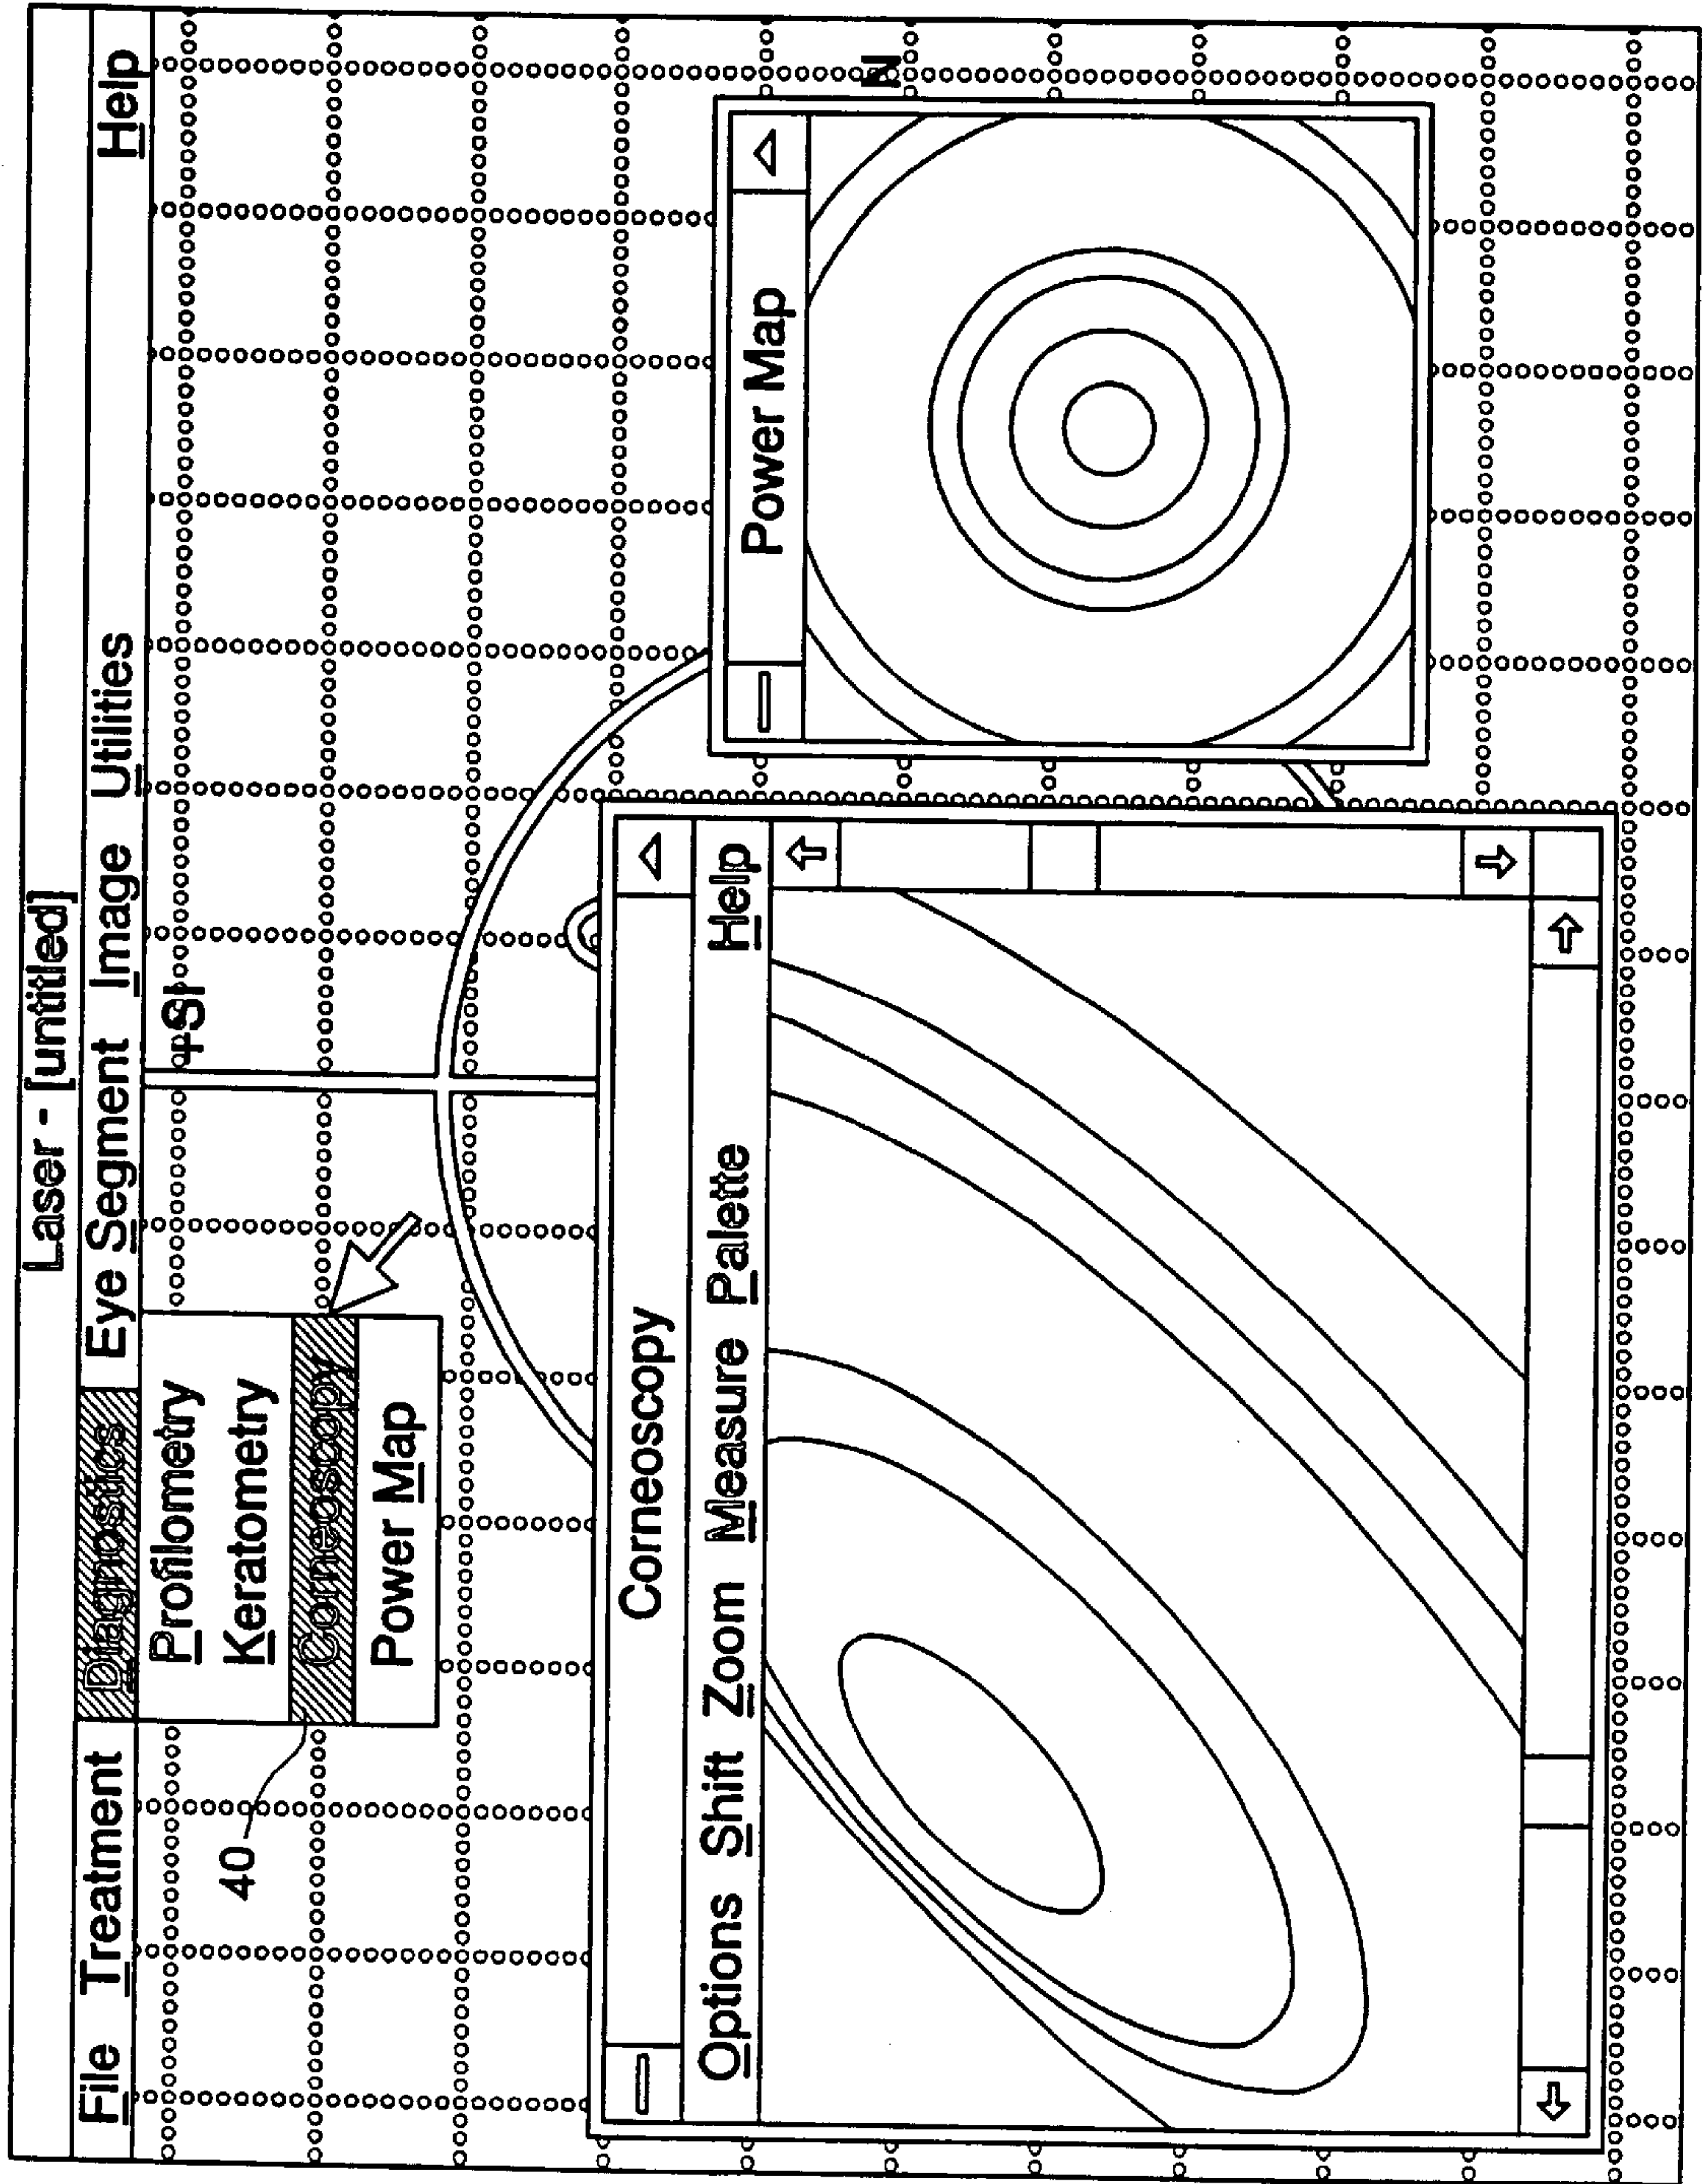 Laser - [untitled]
File Treatment Diagnostics Eye Segment Image Utilities Help
Profilometry
Keratometry
Corneoscopy
Power Map
40
N
Corneoscopy
Options Shift Zoom Measure Palette Help
Power Map